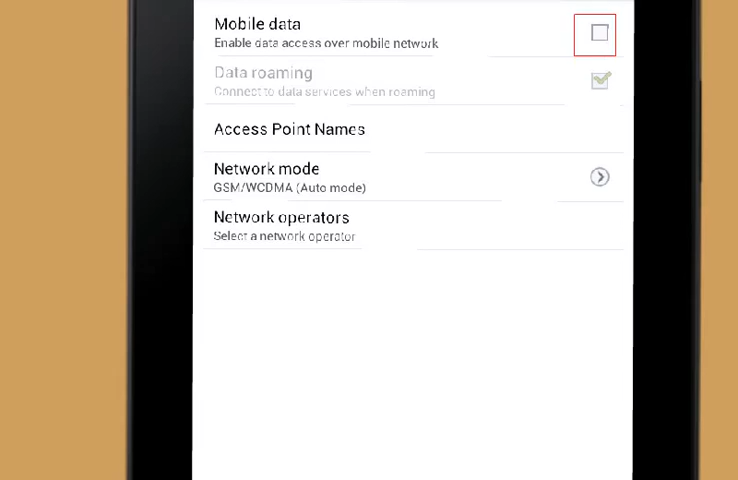 Mobile data
Enable data access over mobile network
Data roaming
Connect to data services when roaming
Access Point Names
Network mode
GSM/WCDMA (Auto mode)
Network operators
Select a network operator